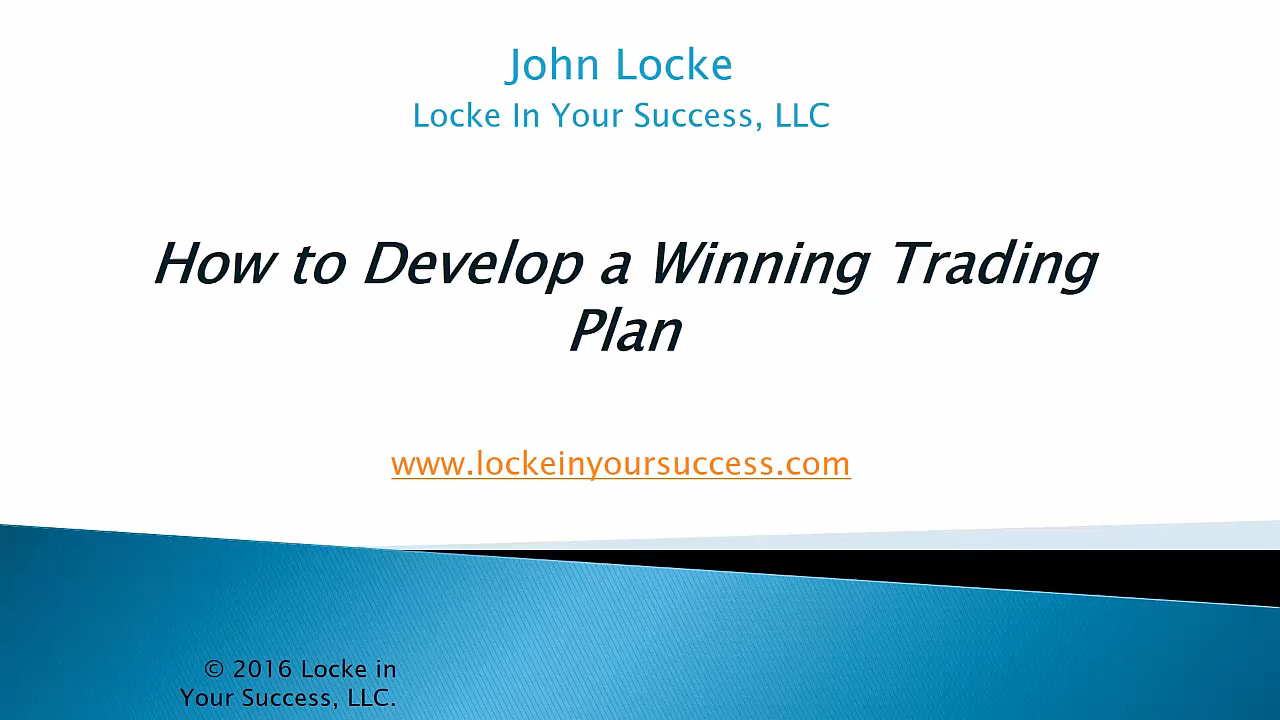 John Locke
Locke In Your Success, LLC
How to Develop a Winning Trading
Plan
www.lockeinyoursuccess.com
© 2016 Locke in
Your Success, LLC.